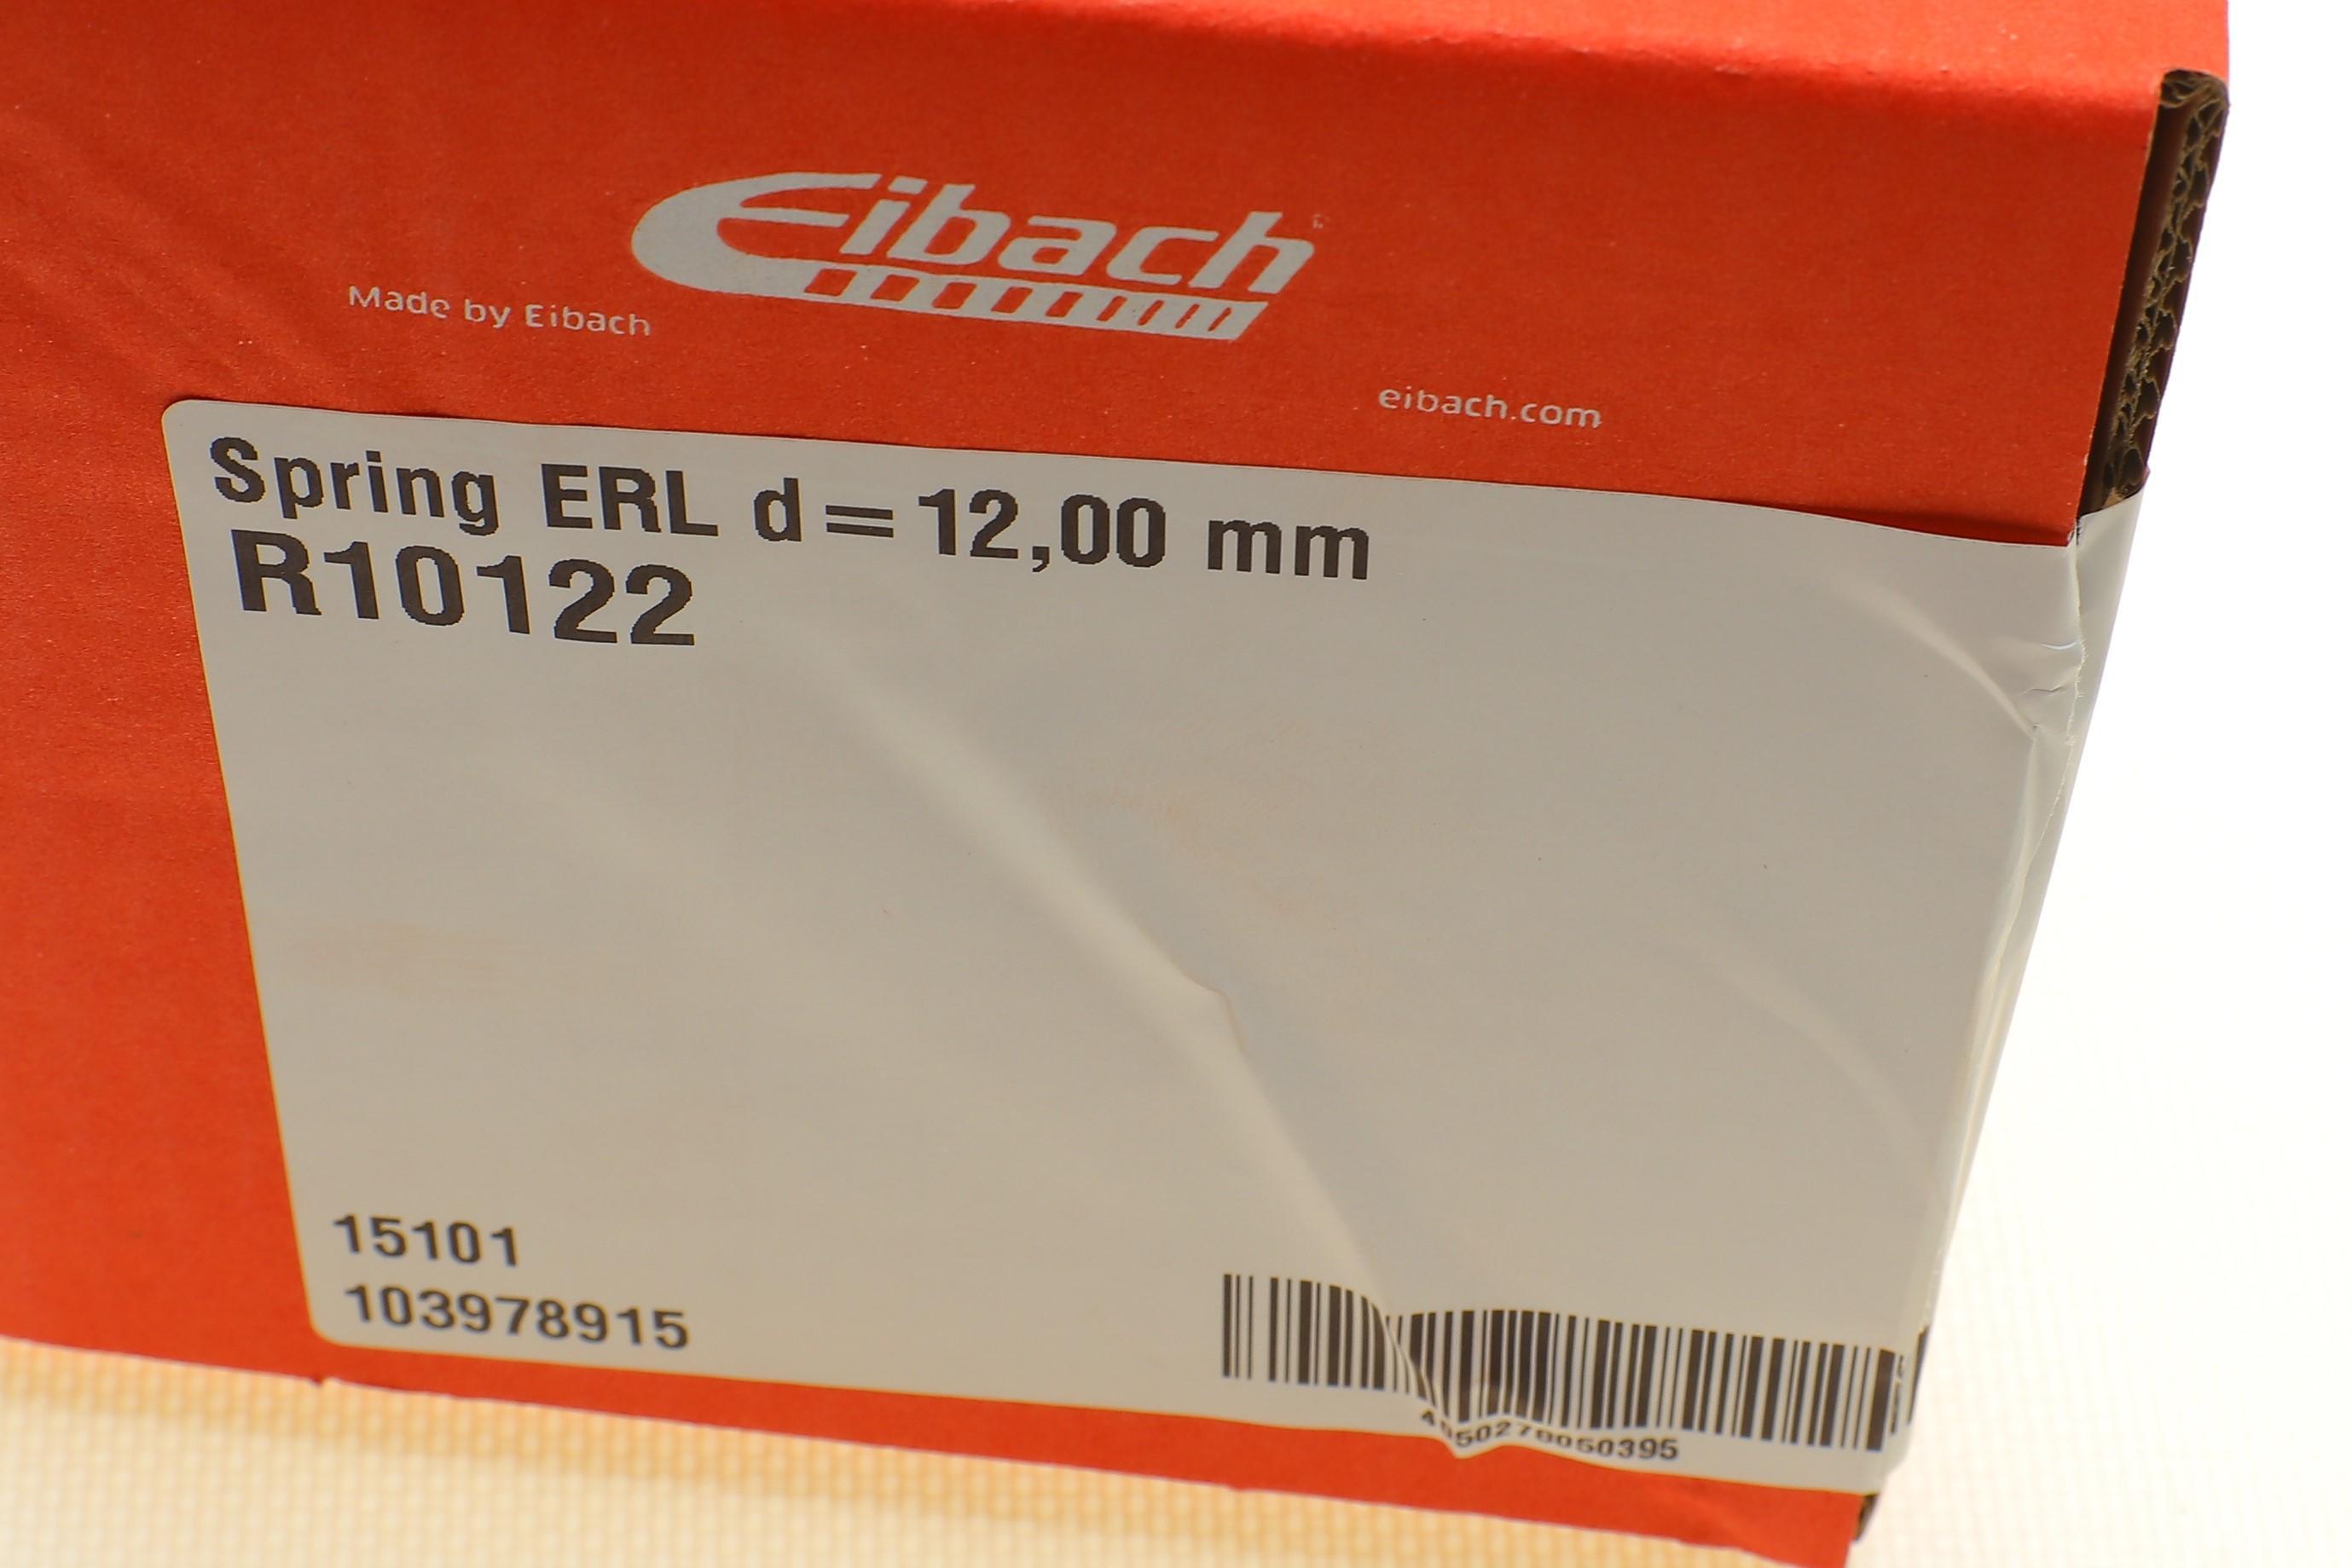 Eibach
Made by Eibach
eibach.com
Spring ERL d=12,00 mm
R10122
15101
103978915